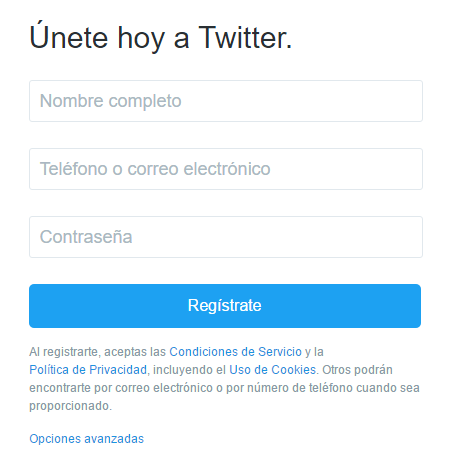 Únete hoy a Twitter.
Nombre completo
Teléfono o correo electrónico
Contraseña
Regístrate
Al registrarte, aceptas las Condiciones de Servicio y la
Política de Privacidad, incluyendo el Uso de Cookies. Otros podrán
encontrarte por correo electrónico o por número de teléfono cuando sea
proporcionado.
Opciones avanzadas